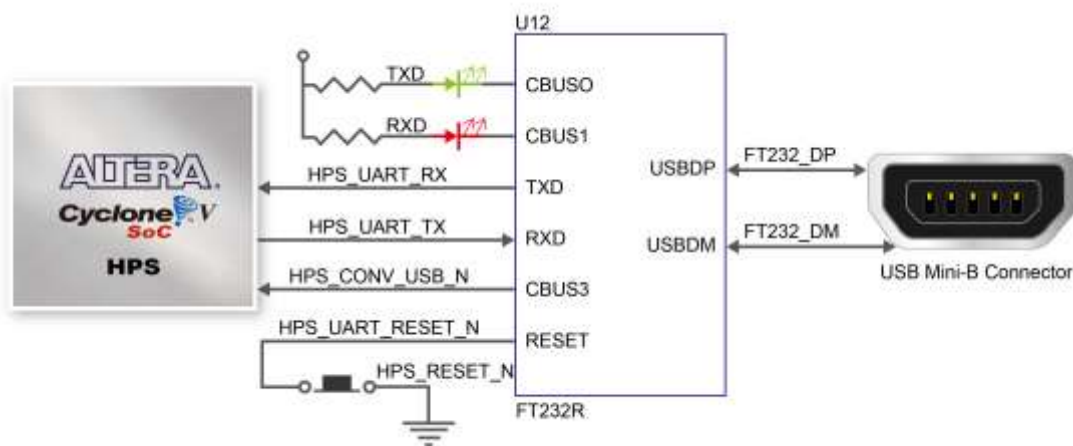 U12
TXD
CBUS0
RXD
CBUS1
HPS_UART_RX
TXD
HPS_UART_TX
RXD
HPS_CONV_USB_N
CBUS3
HPS_UART_RESET_N
RESET
HPS_RESET_N
FT232R
USBDP
FT232_DP
USBDM
FT232_DM
USB Mini-B Connector
ALTERA
Cyclone V
SoC
HPS